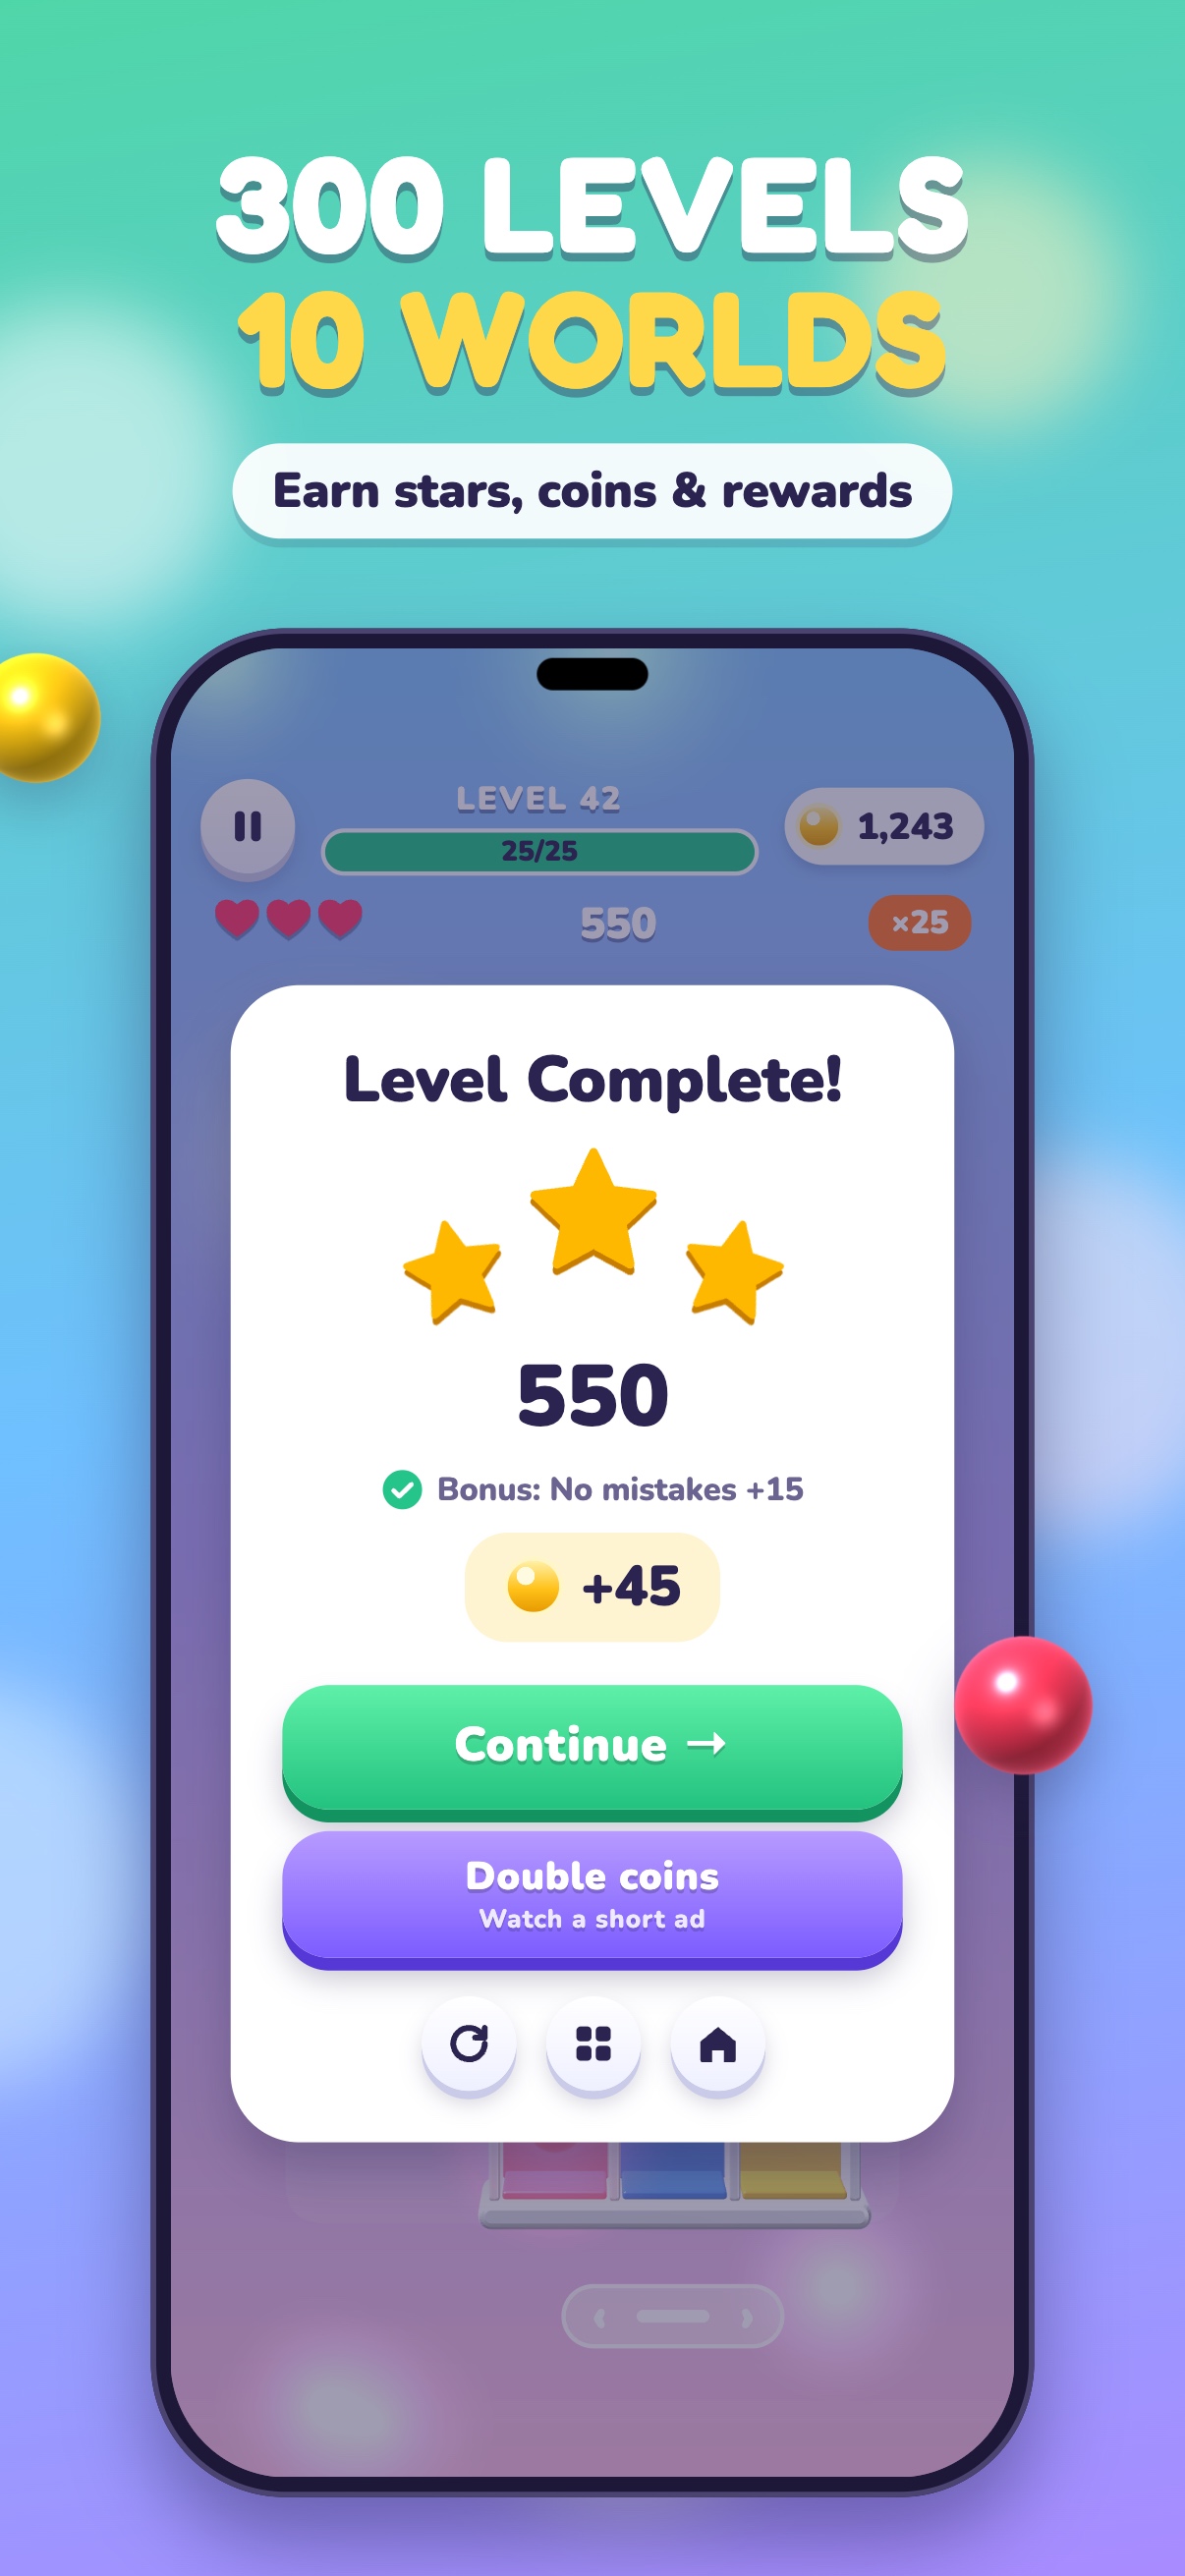 300 LEVELS
10 WORLDS
Earn stars, coins & rewards
LEVEL 42
25/25
1,243
550
×25
Level Complete!
550
Bonus: No mistakes +15
+45
Continue →
Double coins
Watch a short ad